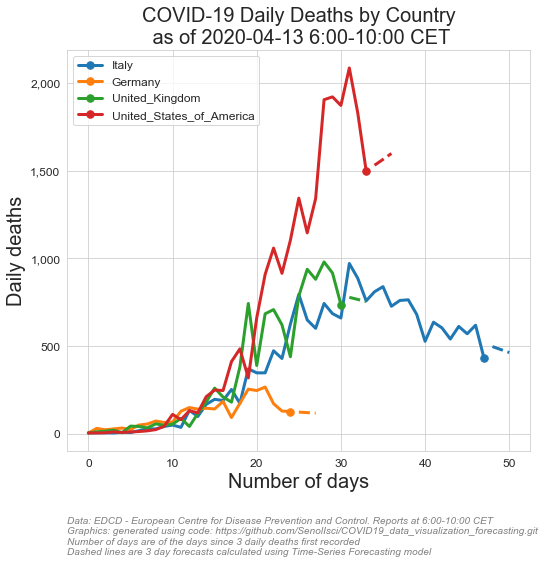 COVID-19 Daily Deaths by Country
as of 2020-04-13 6:00-10:00 CET
Italy
Germany
United_Kingdom
United_States_of_America
Daily deaths
2,000
1,500
1,000
500
0
0 10 20 30 40 50
Number of days
Data: EDCD - European Centre for Disease Prevention and Control. Reports at 6:00-10:00 CET
Graphics: generated using code: https://github.com/SenolIsci/COVID19_data_visualization_forecasting.git
Number of days are of the days since 3 daily deaths first recorded
Dashed lines are 3 day forecasts calculated using Time-Series Forecasting model